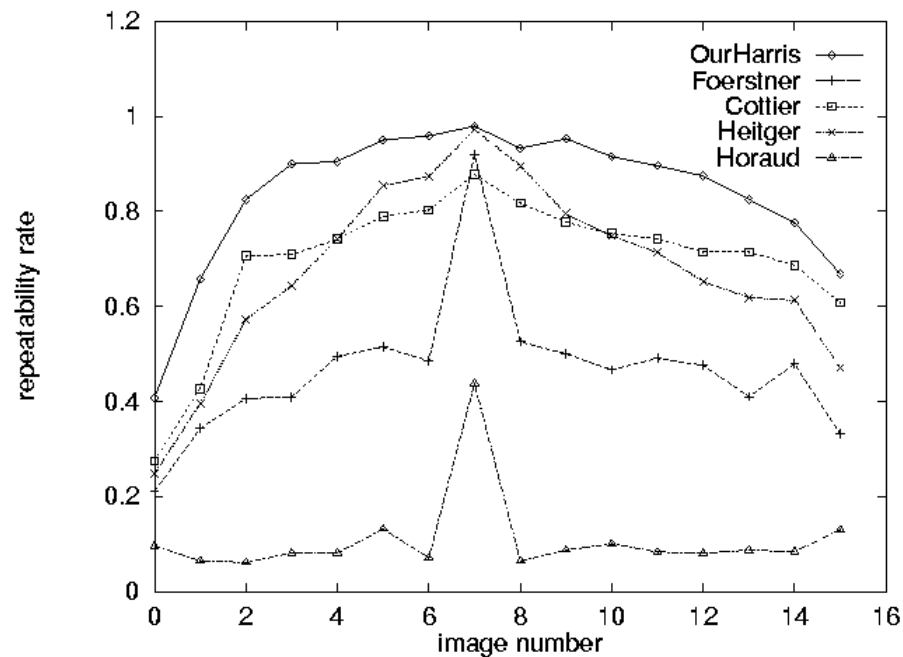 1.2
1
0.8
0.6
0.4
0.2
0
repeatability rate
OurHarris
Foerstner
Cottier
Heitger
Horaud
0 2 4 6 8 10 12 14 16
image number